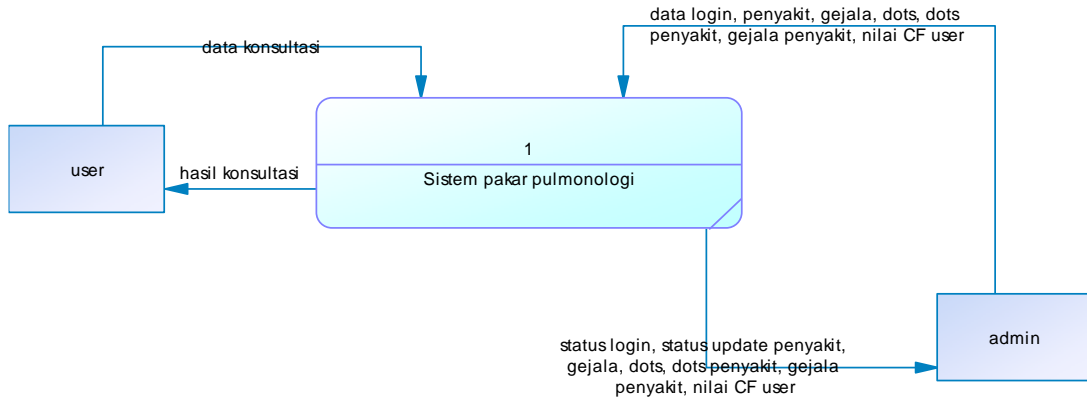 data login, penyakit, gejala, dots, dots
penyakit, gejala penyakit, nilai CF user
data konsultasi
1
user
hasil konsultasi
Sistem pakar pulmonologi
admin
status login, status update penyakit,
gejala, dots, dots penyakit, gejala
penyakit, nilai CF user